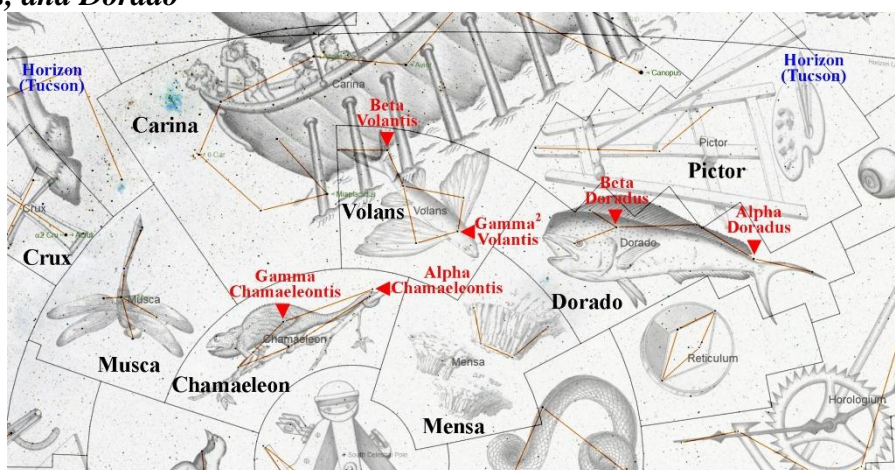 s, and Dorado
Horizon
(Tucson)
Horizon
(Tucson)
Avior
Canopus
Carina
Carina
Beta
Volantis
Pictor
Pictor
Miaplacidus
Volans
Volans
Beta
Doradus
Alpha
Doradus
Gamma²
Volantis
Crux
Crux
Dorado
Dorado
Gamma
Chamaeleontis
Alpha
Chamaeleontis
Musca
Musca
Chamaeleon
Chamaeleon
Mensa
Mensa
Reticulum
Horologium
South Celestial Pole